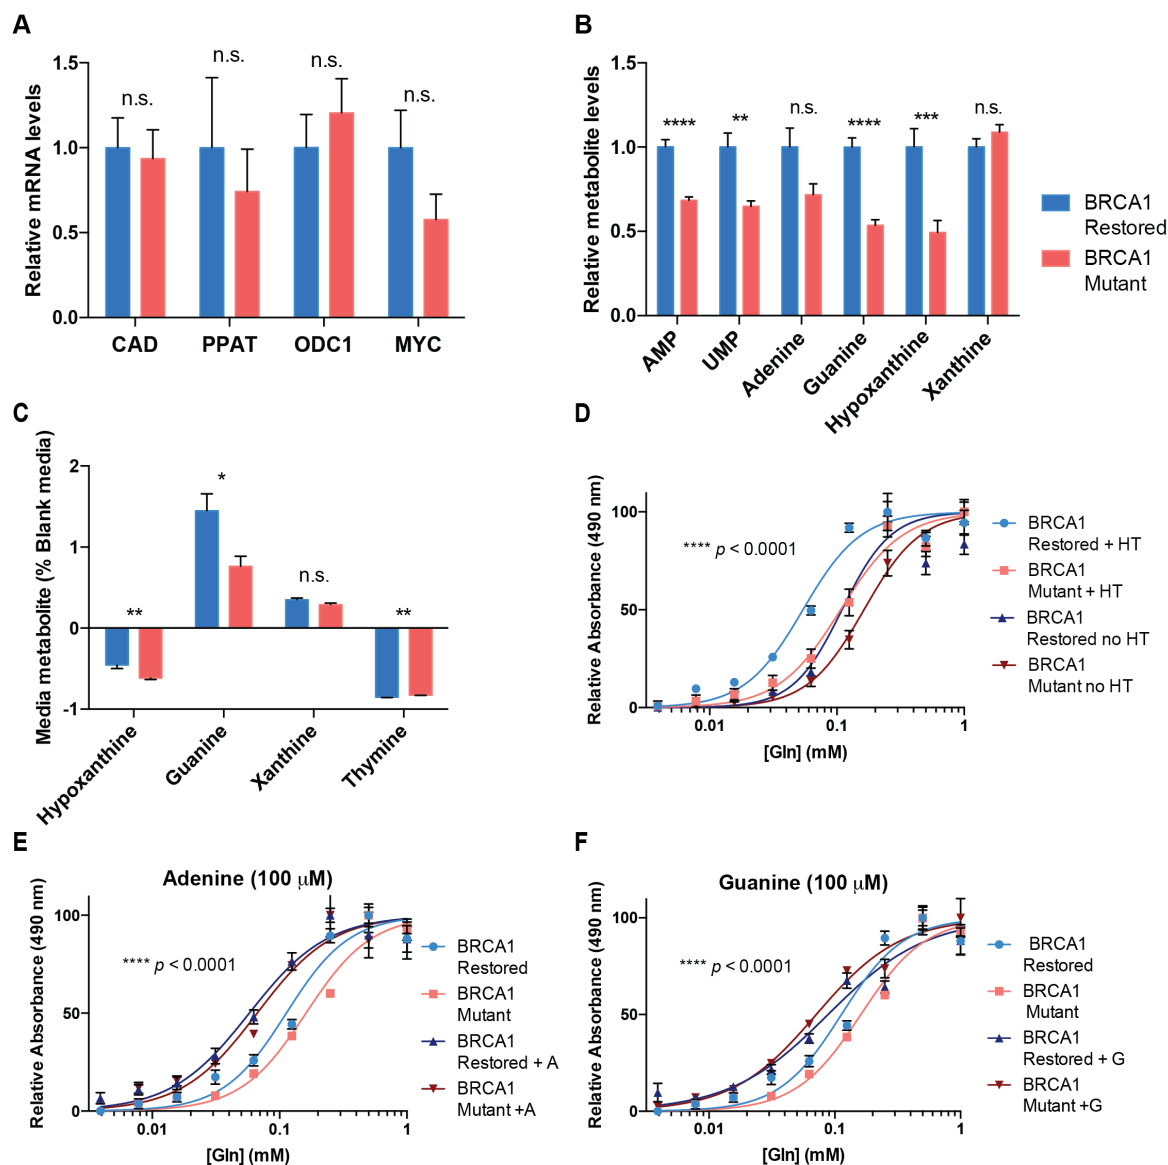 A
Relative mRNA levels
1.5
1.0
0.5
0.0
n.s.
n.s.
n.s.
n.s.
CAD
PPAT
ODC1
MYC
B
Relative metabolite levels
1.5
1.0
0.5
0.0
****
**
n.s.
****
***
n.s.
AMP
UMP
Adenine
Guanine
Hypoxanthine
Xanthine
BRCA1
Restored
BRCA1
Mutant
C
Media metabolite (% Blank media)
2
1
0
-1
**
*
n.s.
**
Hypoxanthine
Guanine
Xanthine
Thymine
D
Relative Absorbance (490 nm)
100
50
0
**** p < 0.0001
0.01
0.1
1
[Gln] (mM)
BRCA1
Restored + HT
BRCA1
Mutant + HT
BRCA1
Restored no HT
BRCA1
Mutant no HT
E
Adenine (100 μM)
Relative Absorbance (490 nm)
100
50
0
**** p < 0.0001
0.01
0.1
1
[Gln] (mM)
BRCA1
Restored
BRCA1
Mutant
BRCA1
Restored + A
BRCA1
Mutant +A
F
Guanine (100 μM)
Relative Absorbance (490 nm)
100
50
0
**** p < 0.0001
0.01
0.1
1
[Gln] (mM)
BRCA1
Restored
BRCA1
Mutant
BRCA1
Restored + G
BRCA1
Mutant +G